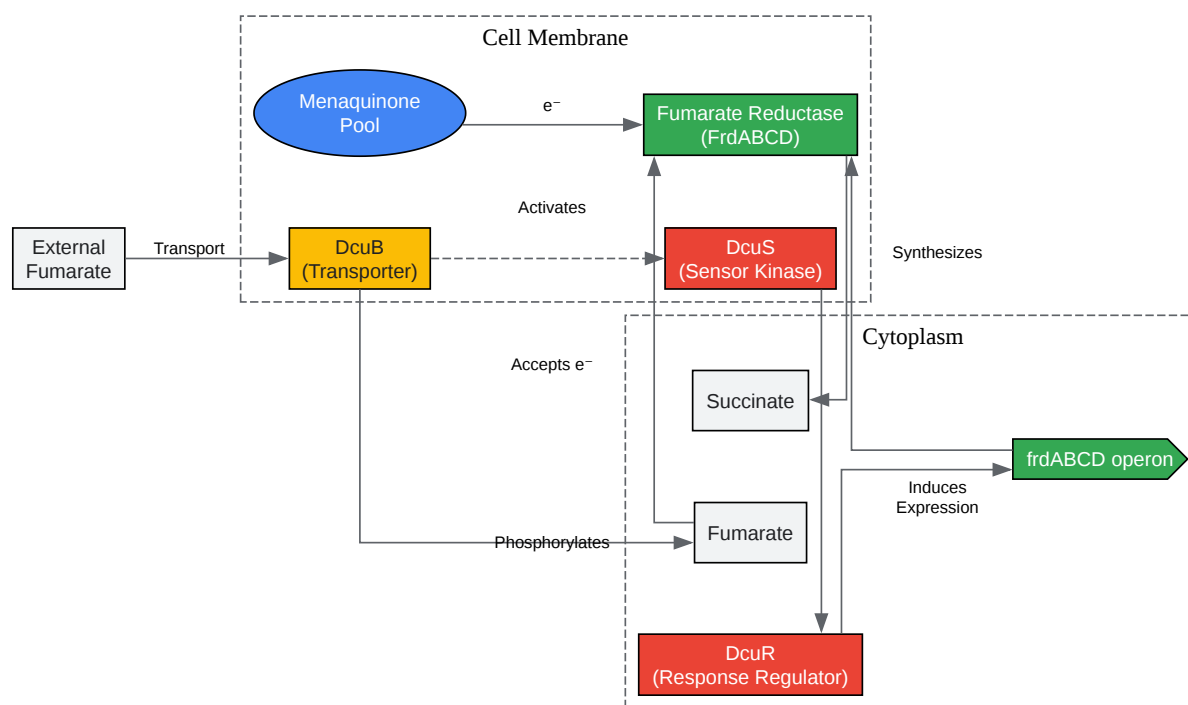 Cell Membrane
Menaquinone
Pool
e⁻
Fumarate Reductase
(FrdABCD)
Activates
External
Fumarate
Transport
DcuB
(Transporter)
DcuS
(Sensor Kinase)
Synthesizes
Cytoplasm
Accepts e⁻
Succinate
frdABCD operon
Induces
Expression
Fumarate
Phosphorylates
DcuR
(Response Regulator)